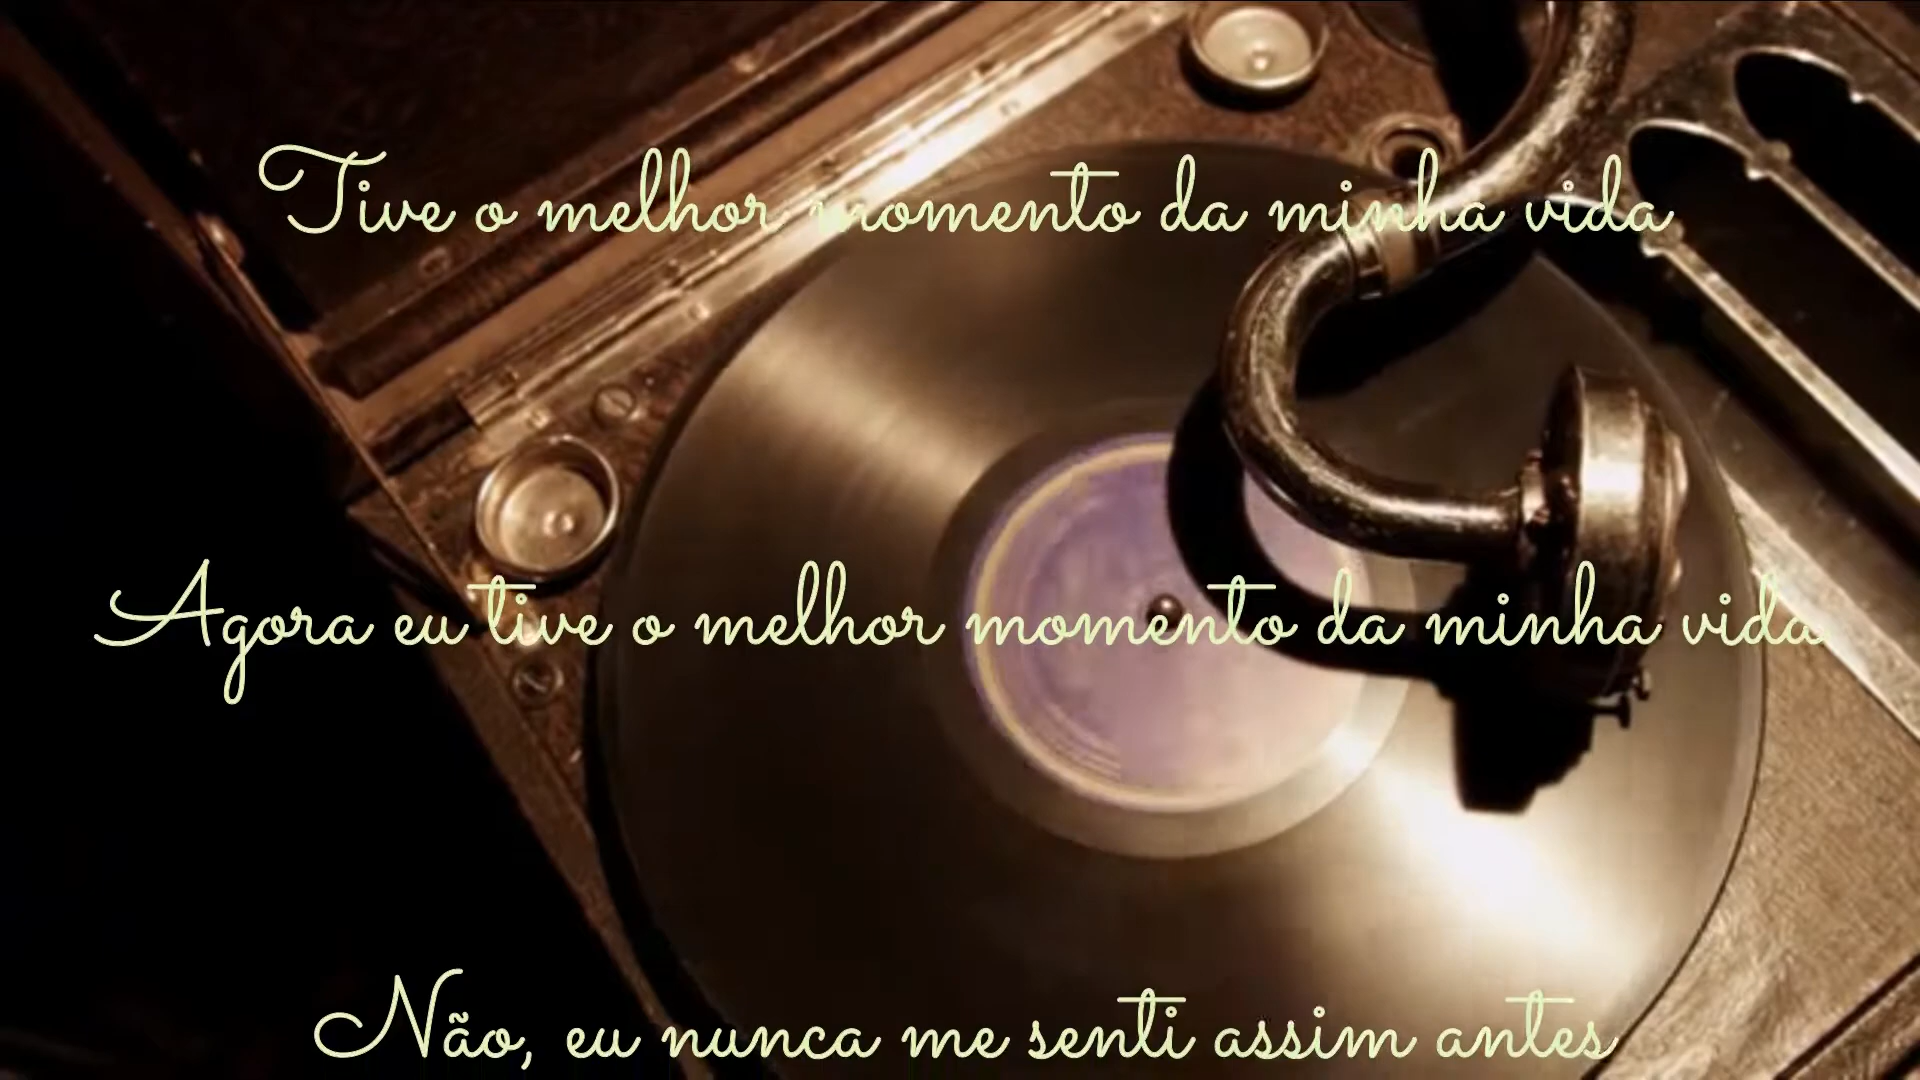 Tive o melhor momento da minha vida
Agora eu tive o melhor momento da minha vida
Não, eu nunca me senti assim antes